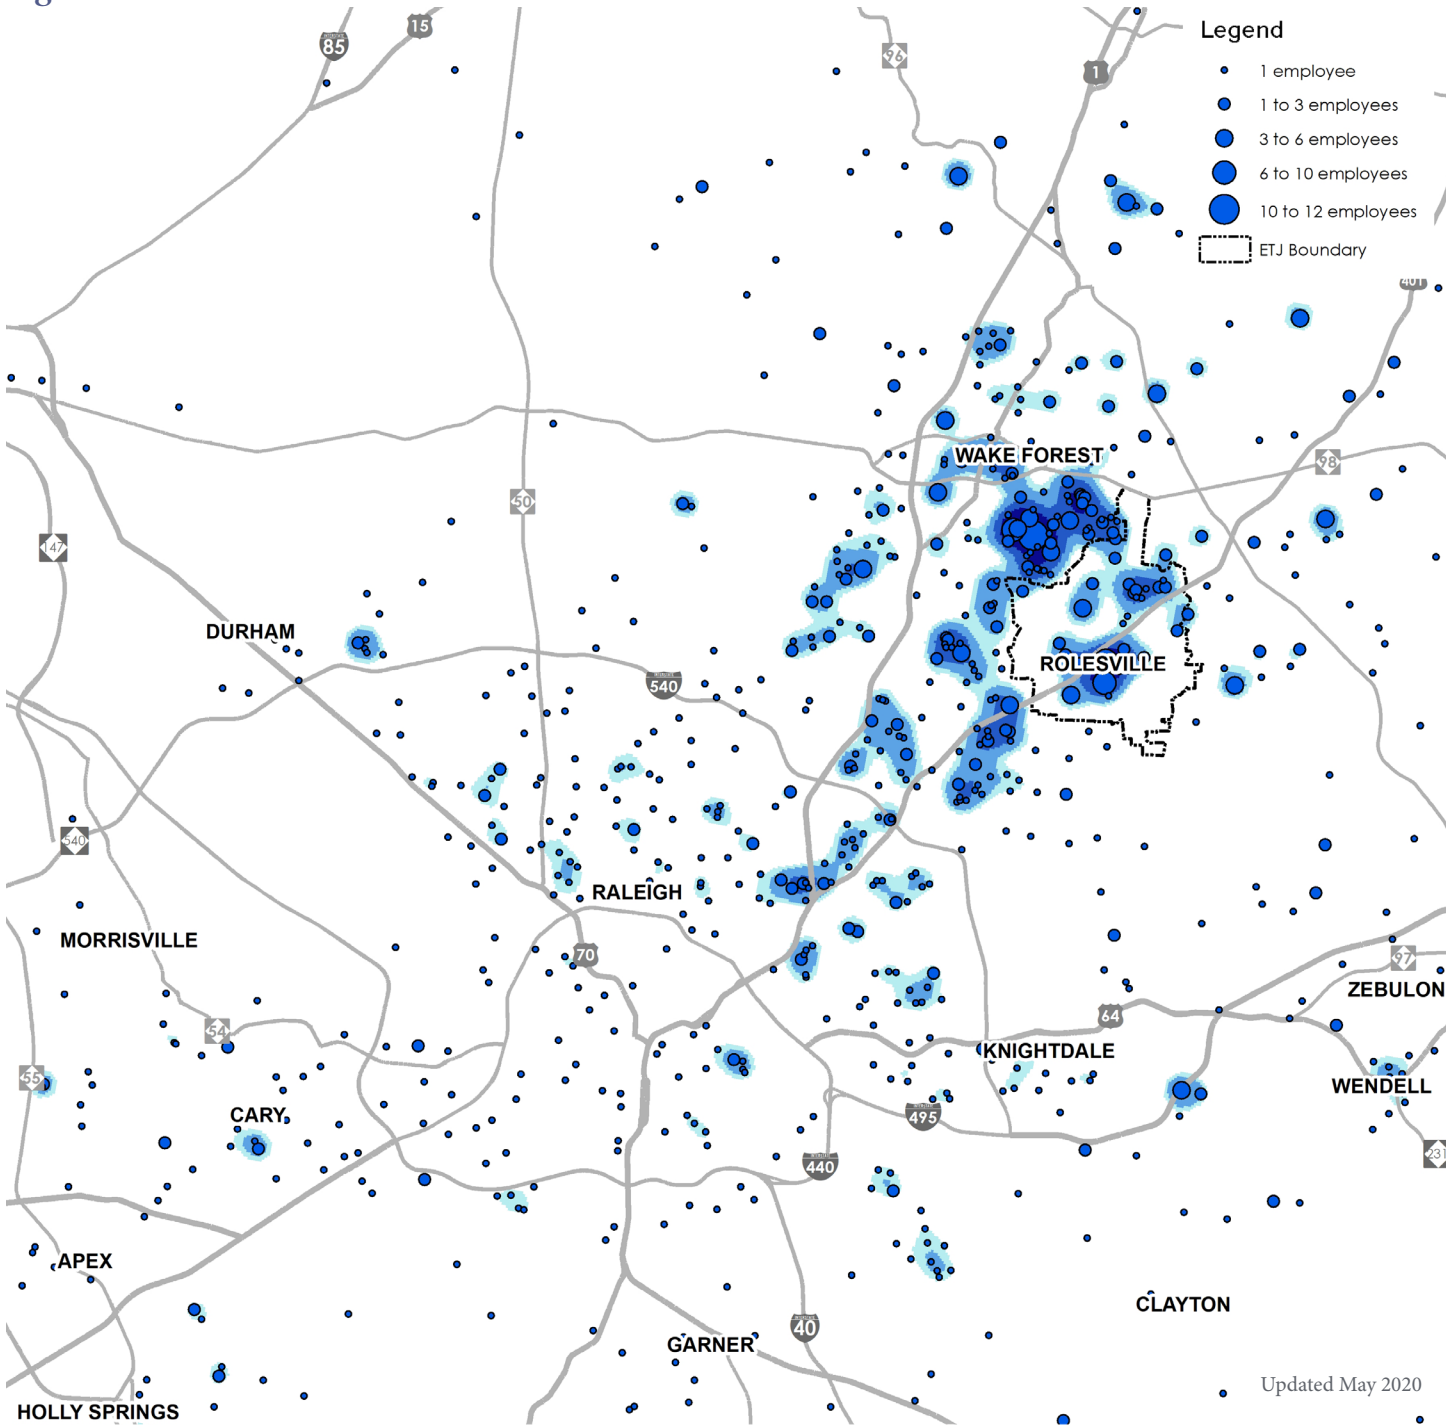 g
Legend
1 employee
1 to 3 employees
3 to 6 employees
6 to 10 employees
10 to 12 employees
ETJ Boundary
15
85
96
1
401
WAKE FOREST
98
50
147
DURHAM
ROLESVILLE
540
540
RALEIGH
MORRISVILLE
70
97
ZEBULON
64
54
KNIGHTDALE
55
WENDELL
CARY
495
231
440
APEX
CLAYTON
40
GARNER
Updated May 2020
HOLLY SPRINGS